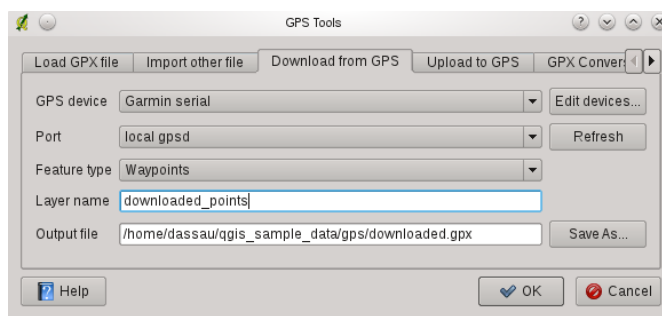 GPS Tools
Load GPX file Import other file Download from GPS Upload to GPS GPX Conver
GPS device Garmin serial Edit devices...
Port local gpsd Refresh
Feature type Waypoints
Layer name downloaded_points
Output file /home/dassau/qgis_sample_data/gps/downloaded.gpx Save As...
Help OK Cancel